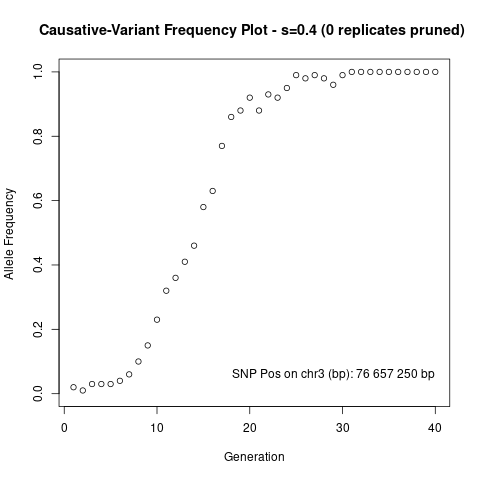 Causative-Variant Frequency Plot - s=0.4 (0 replicates pruned)
1.0
0.8
0.6
0.4
0.2
0.0
Allele Frequency
SNP Pos on chr3 (bp): 76 657 250 bp
0 10 20 30 40
Generation